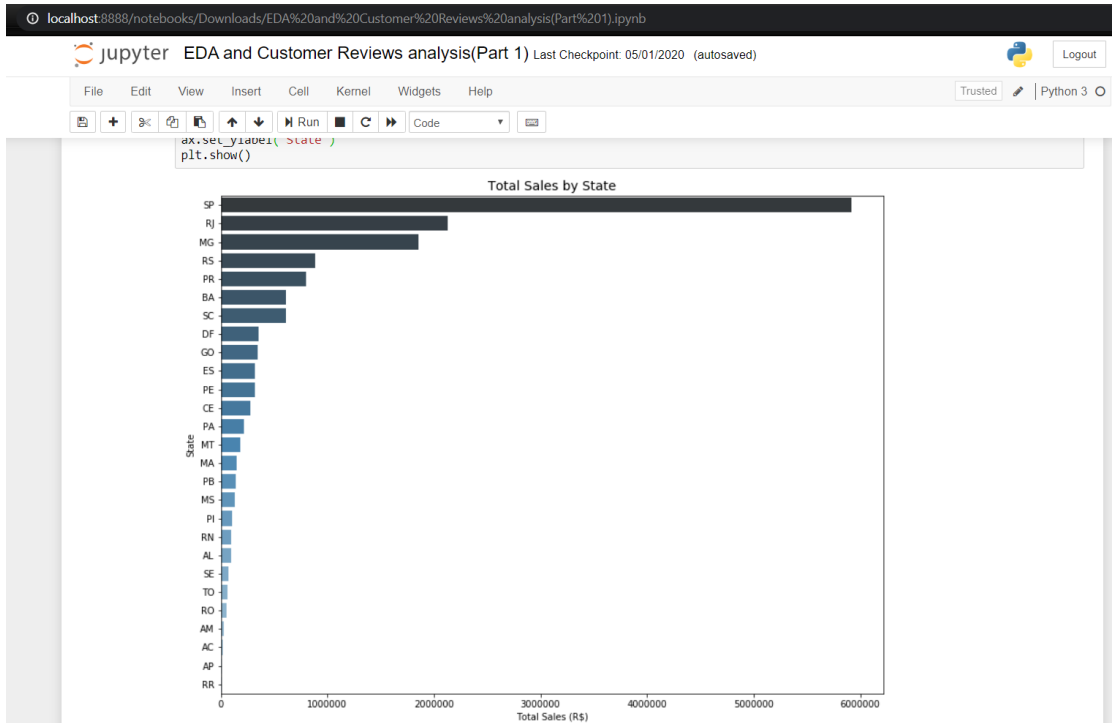 localhost:8888/notebooks/Downloads/EDA%20and%20Customer%20Reviews%20analysis(Part%201).ipynb
jupyter EDA and Customer Reviews analysis(Part 1) Last Checkpoint: 05/01/2020 (autosaved)
Logout
File Edit View Insert Cell Kernel Widgets Help
Trusted Python 3
Run Code
ax.set_ylabel('State')
plt.show()
Total Sales by State
SP
RJ
MG
RS
PR
BA
SC
DF
GO
ES
PE
CE
PA
MT
State
MA
PB
MS
PI
RN
AL
SE
TO
RO
AM
AC
AP
RR
0 1000000 2000000 3000000 4000000 5000000 6000000
Total Sales (R$)